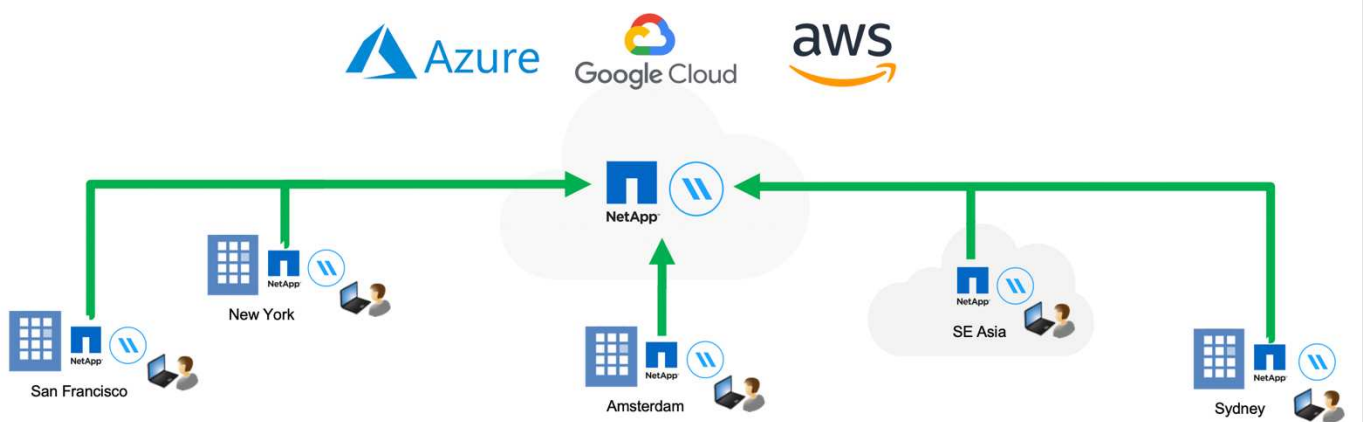 Azure
Google Cloud
aws
NetApp
NetApp
New York
NetApp
SE Asia
NetApp
San Francisco
NetApp
Amsterdam
NetApp
Sydney